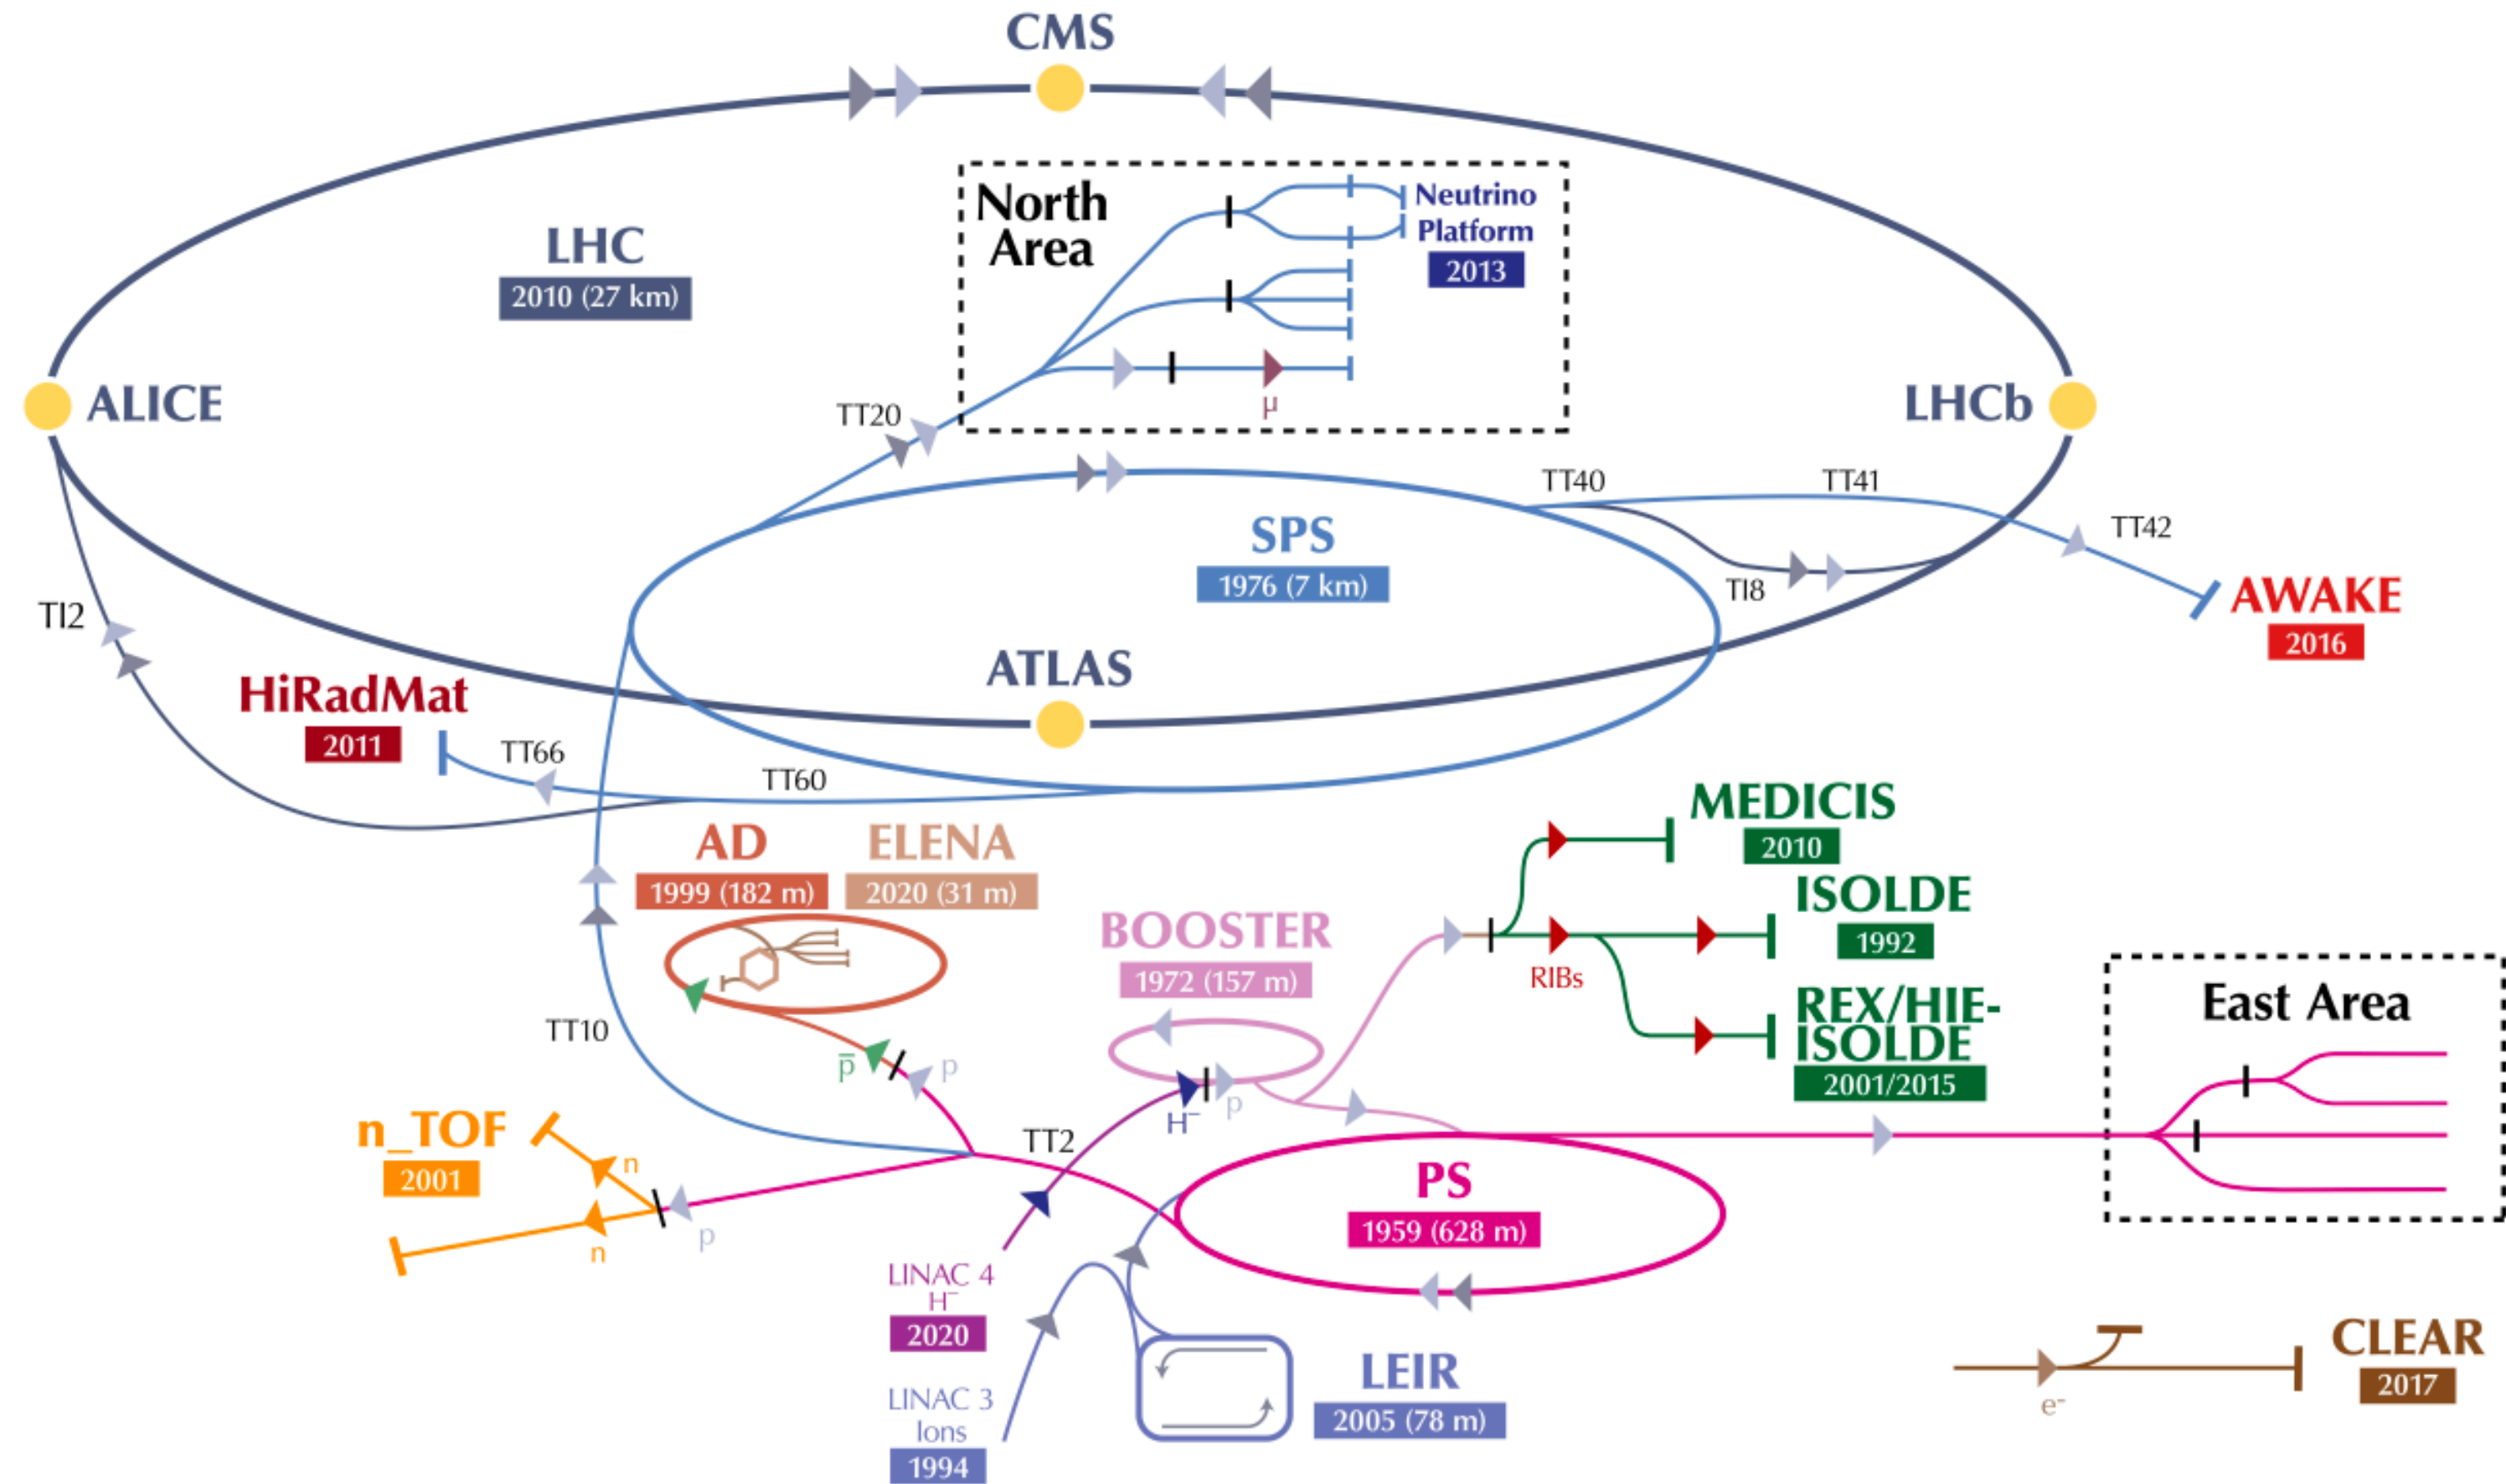 CMS
North
Area
Neutrino
Platform
2013
LHC
2010 (27 km)
μ
ALICE
LHCb
TT20
TT40
TT41
TT42
SPS
1976 (7 km)
TI8
AWAKE
2016
TI2
ATLAS
HiRadMat
2011
TT66
TT60
MEDICIS
2010
AD
1999 (182 m)
ELENA
2020 (31 m)
ISOLDE
1992
BOOSTER
1972 (157 m)
RIBs
REX/HIE-
ISOLDE
2001/2015
East Area
TT10
p̅
p
H⁻
p
n_TOF
2001
n
n
p
TT2
PS
1959 (628 m)
LINAC 4
H⁻
2020
LINAC 3
Ions
1994
LEIR
2005 (78 m)
e-
CLEAR
2017